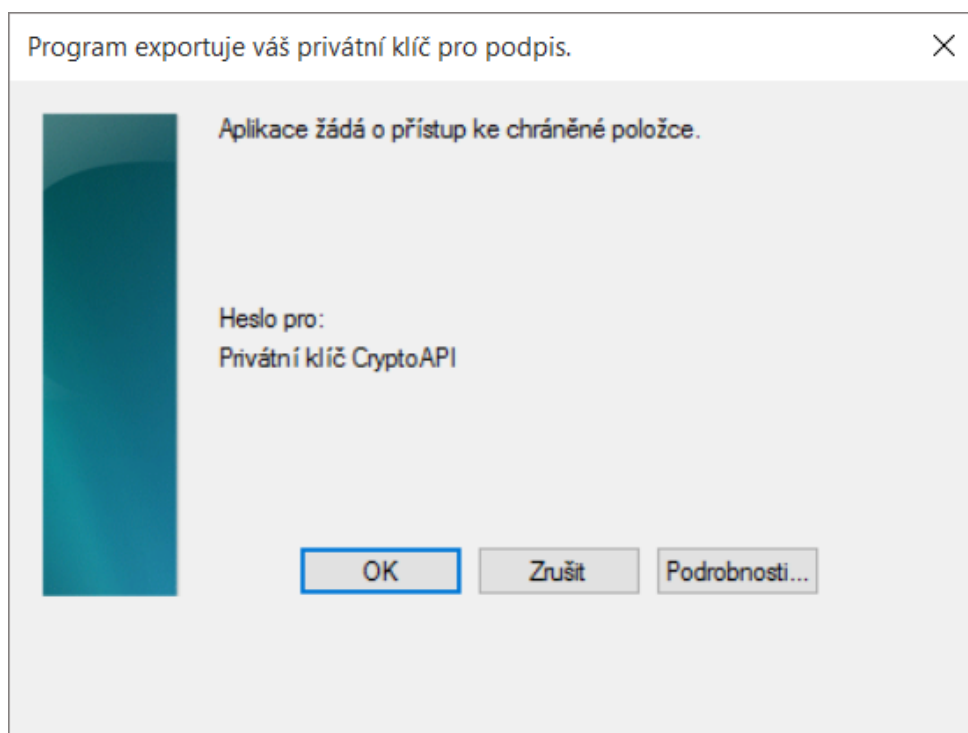 Program exportuje váš privátní klíč pro podpis.
Aplikace žádá o přístup ke chráněné položce.
Heslo pro:
Privátní klíč CryptoAPI
OK
Zrušit
Podrobnosti...